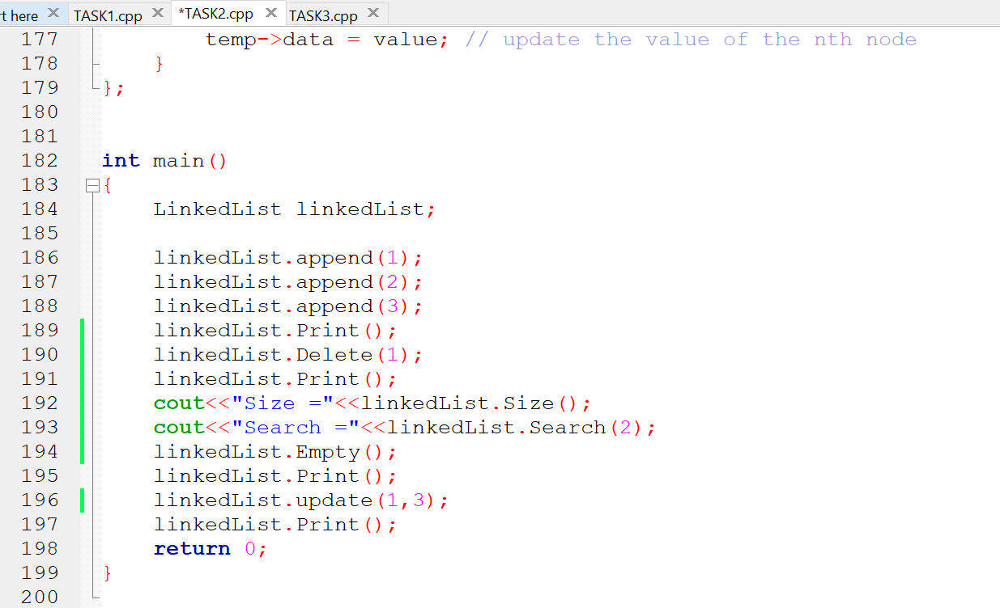 rt here TASK1.cpp *TASK2.cpp TASK3.cpp
177 temp->data = value; // update the value of the nth node
178 }
179 };
180
181
182 int main()
183 {
184 LinkedList linkedList;
185
186 linkedList.append(1);
187 linkedList.append(2);
188 linkedList.append(3);
189 linkedList.Print();
190 linkedList.Delete(1);
191 linkedList.Print();
192 cout<<"Size ="<<linkedList.Size();
193 cout<<"Search ="<<linkedList.Search(2);
194 linkedList.Empty();
195 linkedList.Print();
196 linkedList.update(1,3);
197 linkedList.Print();
198 return 0;
199 }
200